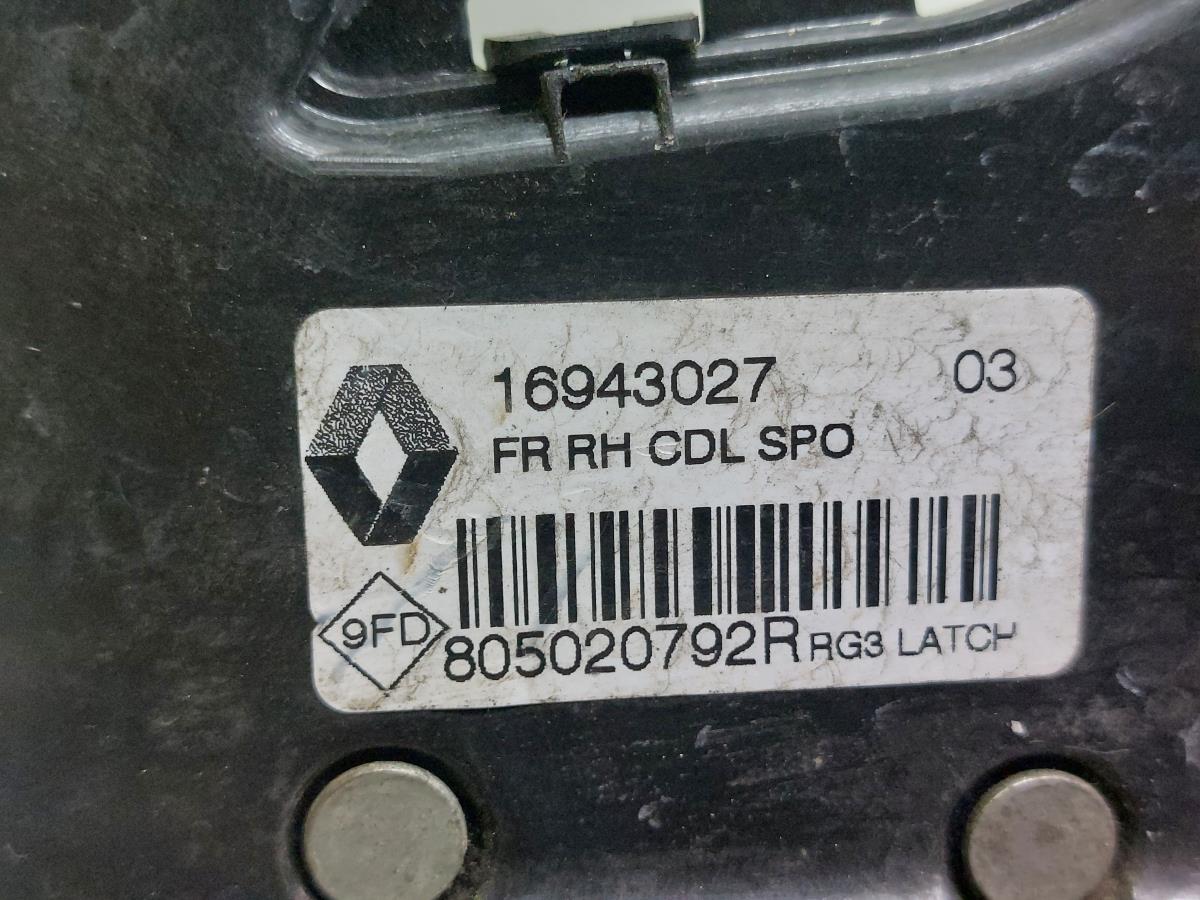 16943027 03
FR RH CDL SPO
9FD
805020792R RG3 LATCH